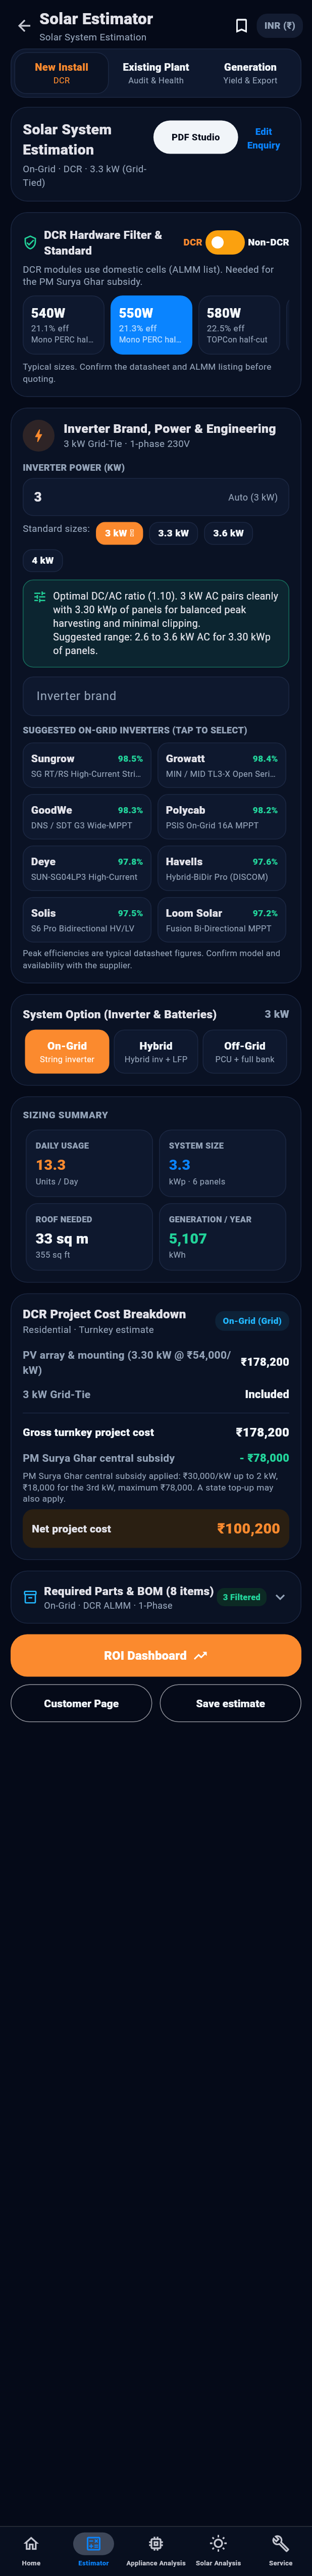 Solar Estimator
Solar System Estimation
INR (₹)
New Install
DCR
Existing Plant
Audit & Health
Generation
Yield & Export
Solar System
Estimation
On-Grid · DCR · 3.3 kW (Grid-
Tied)
PDF Studio
Edit
Enquiry
DCR Hardware Filter &
Standard
DCR
Non-DCR
DCR modules use domestic cells (ALMM list). Needed for
the PM Surya Ghar subsidy.
540W
21.1% eff
Mono PERC hal...
550W
21.3% eff
Mono PERC hal...
580W
22.5% eff
TOPCon half-cut
Typical sizes. Confirm the datasheet and ALMM listing before
quoting.
Inverter Brand, Power & Engineering
3 kW Grid-Tie · 1-phase 230V
INVERTER POWER (KW)
3
Auto (3 kW)
Standard sizes:
3 kW
3.3 kW
3.6 kW
4 kW
Optimal DC/AC ratio (1.10). 3 kW AC pairs cleanly
with 3.30 kWp of panels for balanced peak
harvesting and minimal clipping.
Suggested range: 2.6 to 3.6 kW AC for 3.30 kWp
of panels.
Inverter brand
SUGGESTED ON-GRID INVERTERS (TAP TO SELECT)
Sungrow
98.5%
SG RT/RS High-Current Stri...
Growatt
98.4%
MIN / MID TL3-X Open Seri...
GoodWe
98.3%
DNS / SDT G3 Wide-MPPT
Polycab
98.2%
PSIS On-Grid 16A MPPT
Deye
97.8%
SUN-SG04LP3 High-Current
Havells
97.6%
Hybrid-BiDir Pro (DISCOM)
Solis
97.5%
S6 Pro Bidirectional HV/LV
Loom Solar
97.2%
Fusion Bi-Directional MPPT
Peak efficiencies are typical datasheet figures. Confirm model and
availability with the supplier.
System Option (Inverter & Batteries)
3 kW
On-Grid
String inverter
Hybrid
Hybrid inv + LFP
Off-Grid
PCU + full bank
SIZING SUMMARY
DAILY USAGE
13.3
Units / Day
SYSTEM SIZE
3.3
kWp · 6 panels
ROOF NEEDED
33 sq m
355 sq ft
GENERATION / YEAR
5,107
kWh
DCR Project Cost Breakdown
Residential · Turnkey estimate
On-Grid (Grid)
PV array & mounting (3.30 kW @ ₹54,000/
kW)
₹178,200
3 kW Grid-Tie
Included
Gross turnkey project cost
₹178,200
PM Surya Ghar central subsidy
- ₹78,000
PM Surya Ghar central subsidy applied: ₹30,000/kW up to 2 kW,
₹18,000 for the 3rd kW, maximum ₹78,000. A state top-up may
also apply.
Net project cost
₹100,200
Required Parts & BOM (8 items)
On-Grid · DCR ALMM · 1-Phase
3 Filtered
ROI Dashboard
Customer Page
Save estimate
Home
Estimator
Appliance Analysis
Solar Analysis
Service